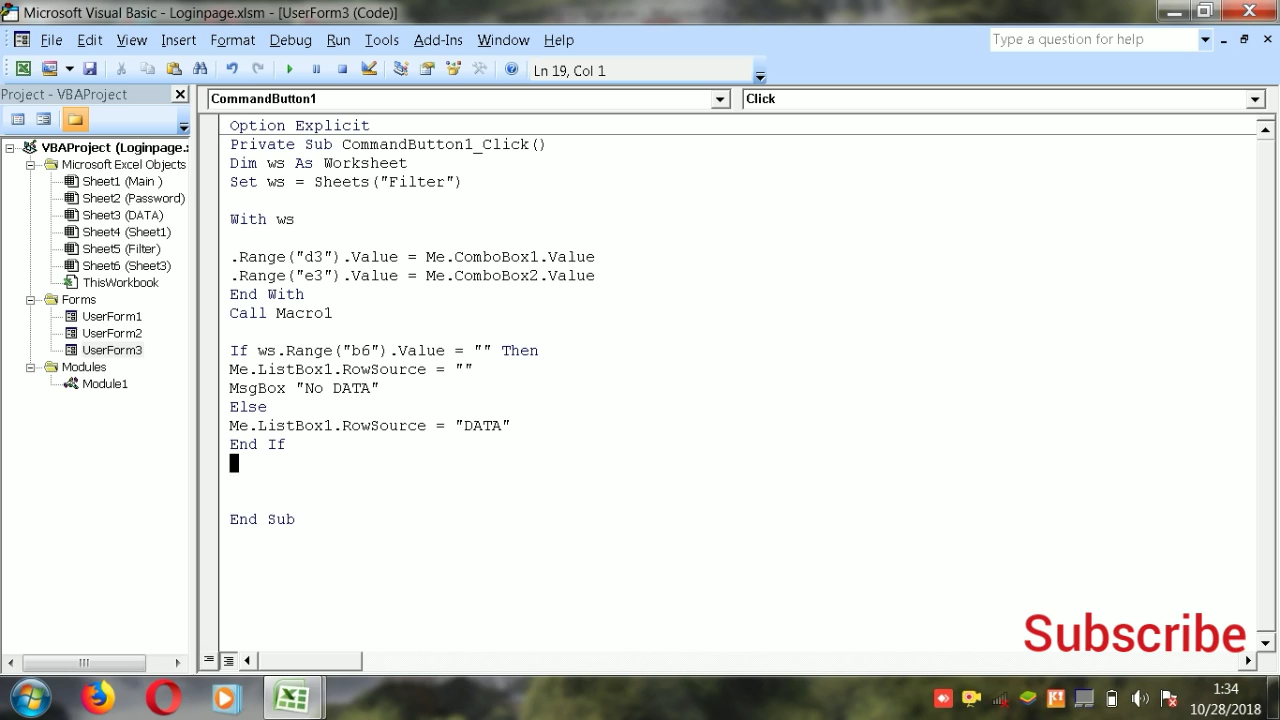 Microsoft Visual Basic - Loginpage.xlsm - [UserForm3 (Code)]
File Edit View Insert Format Debug Run Tools Add-Ins Window Help
Type a question for help
Ln 19, Col 1
Project - VBAProject
CommandButton1
Click
VBAProject (Loginpage.
Microsoft Excel Objects
Sheet1 (Main )
Sheet2 (Password)
Sheet3 (DATA)
Sheet4 (Sheet1)
Sheet5 (Filter)
Sheet6 (Sheet3)
ThisWorkbook
Forms
UserForm1
UserForm2
UserForm3
Modules
Module1
Option Explicit
Private Sub CommandButton1_Click()
Dim ws As Worksheet
Set ws = Sheets("Filter")
With ws
.Range("d3").Value = Me.ComboBox1.Value
.Range("e3").Value = Me.ComboBox2.Value
End With
Call Macro1
If ws.Range("b6").Value = "" Then
Me.ListBox1.RowSource = ""
MsgBox "No DATA"
Else
Me.ListBox1.RowSource = "DATA"
End If
End Sub
Subscribe
1:34
10/28/2018